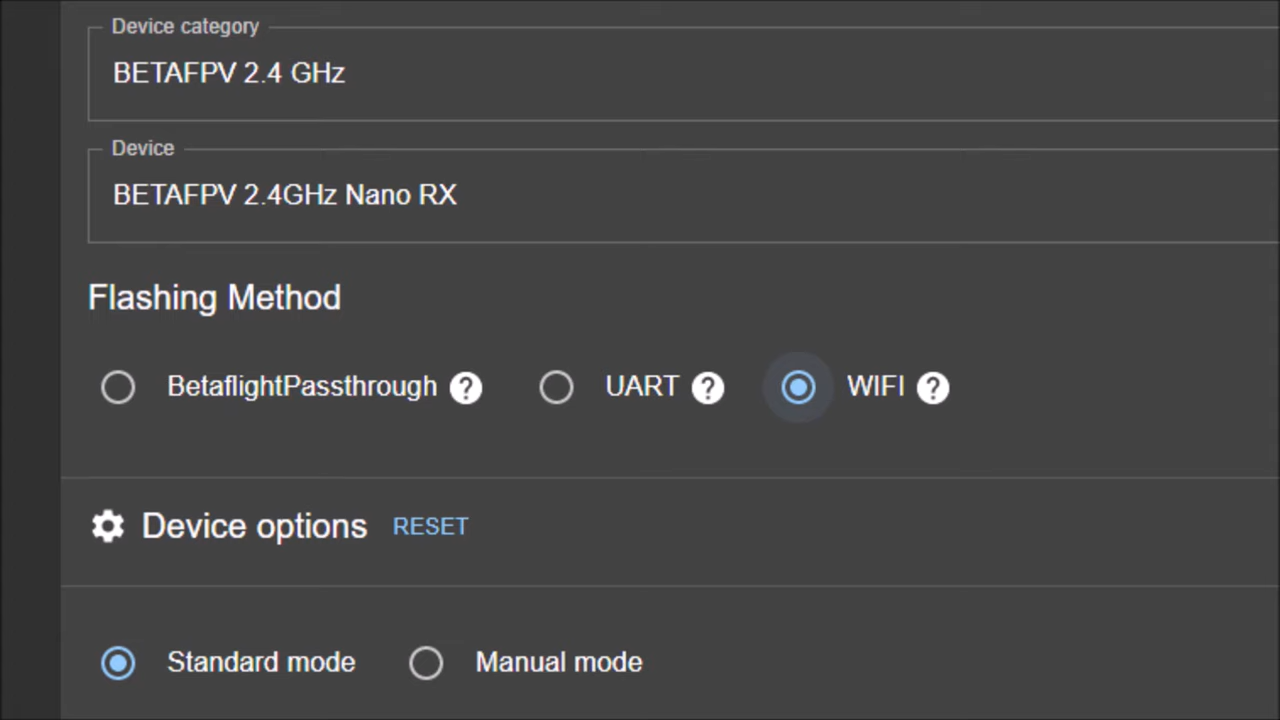 Device category
BETAFPV 2.4 GHz
Device
BETAFPV 2.4GHz Nano RX
Flashing Method
BetaflightPassthrough ? UART ? WIFI ?
Device options RESET
Standard mode Manual mode